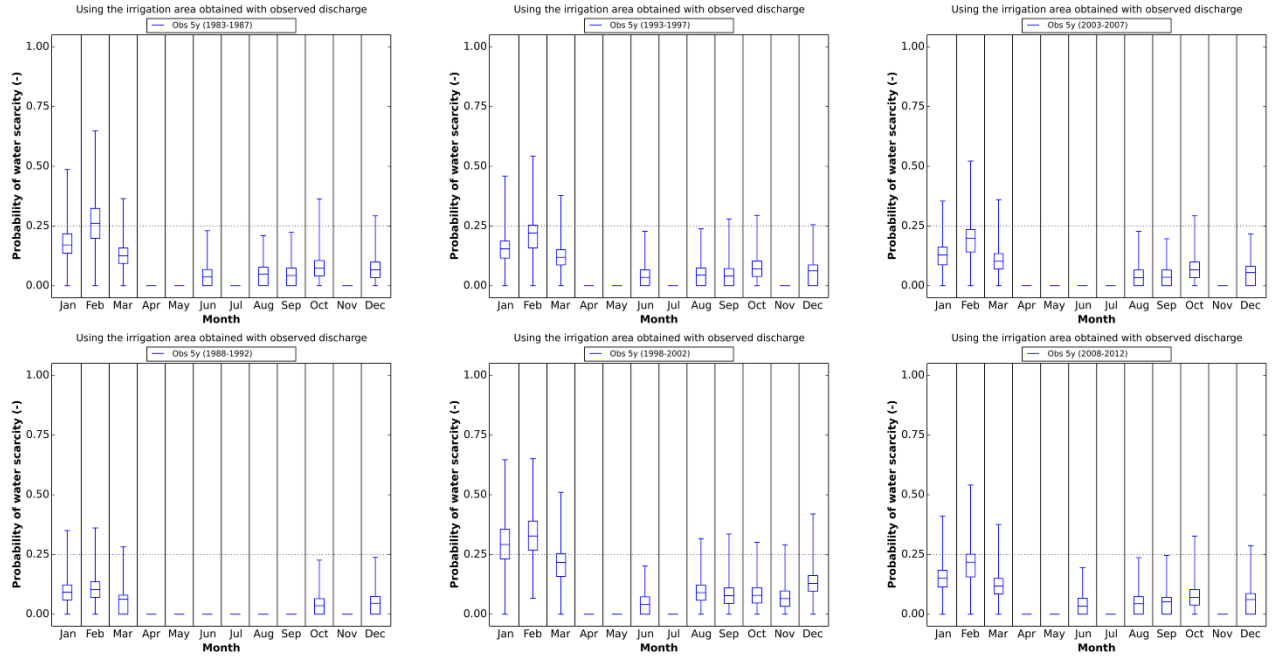 Using the irrigation area obtained with observed discharge
Obs 5y (1983-1987)
Probability of water scarcity (-)
1.00
0.75
0.50
0.25
0.00
Jan Feb Mar Apr May Jun Jul Aug Sep Oct Nov Dec
Month
Using the irrigation area obtained with observed discharge
Obs 5y (1993-1997)
Probability of water scarcity (-)
1.00
0.75
0.50
0.25
0.00
Jan Feb Mar Apr May Jun Jul Aug Sep Oct Nov Dec
Month
Using the irrigation area obtained with observed discharge
Obs 5y (2003-2007)
Probability of water scarcity (-)
1.00
0.75
0.50
0.25
0.00
Jan Feb Mar Apr May Jun Jul Aug Sep Oct Nov Dec
Month
Using the irrigation area obtained with observed discharge
Obs 5y (1988-1992)
Probability of water scarcity (-)
1.00
0.75
0.50
0.25
0.00
Jan Feb Mar Apr May Jun Jul Aug Sep Oct Nov Dec
Month
Using the irrigation area obtained with observed discharge
Obs 5y (1998-2002)
Probability of water scarcity (-)
1.00
0.75
0.50
0.25
0.00
Jan Feb Mar Apr May Jun Jul Aug Sep Oct Nov Dec
Month
Using the irrigation area obtained with observed discharge
Obs 5y (2008-2012)
Probability of water scarcity (-)
1.00
0.75
0.50
0.25
0.00
Jan Feb Mar Apr May Jun Jul Aug Sep Oct Nov Dec
Month